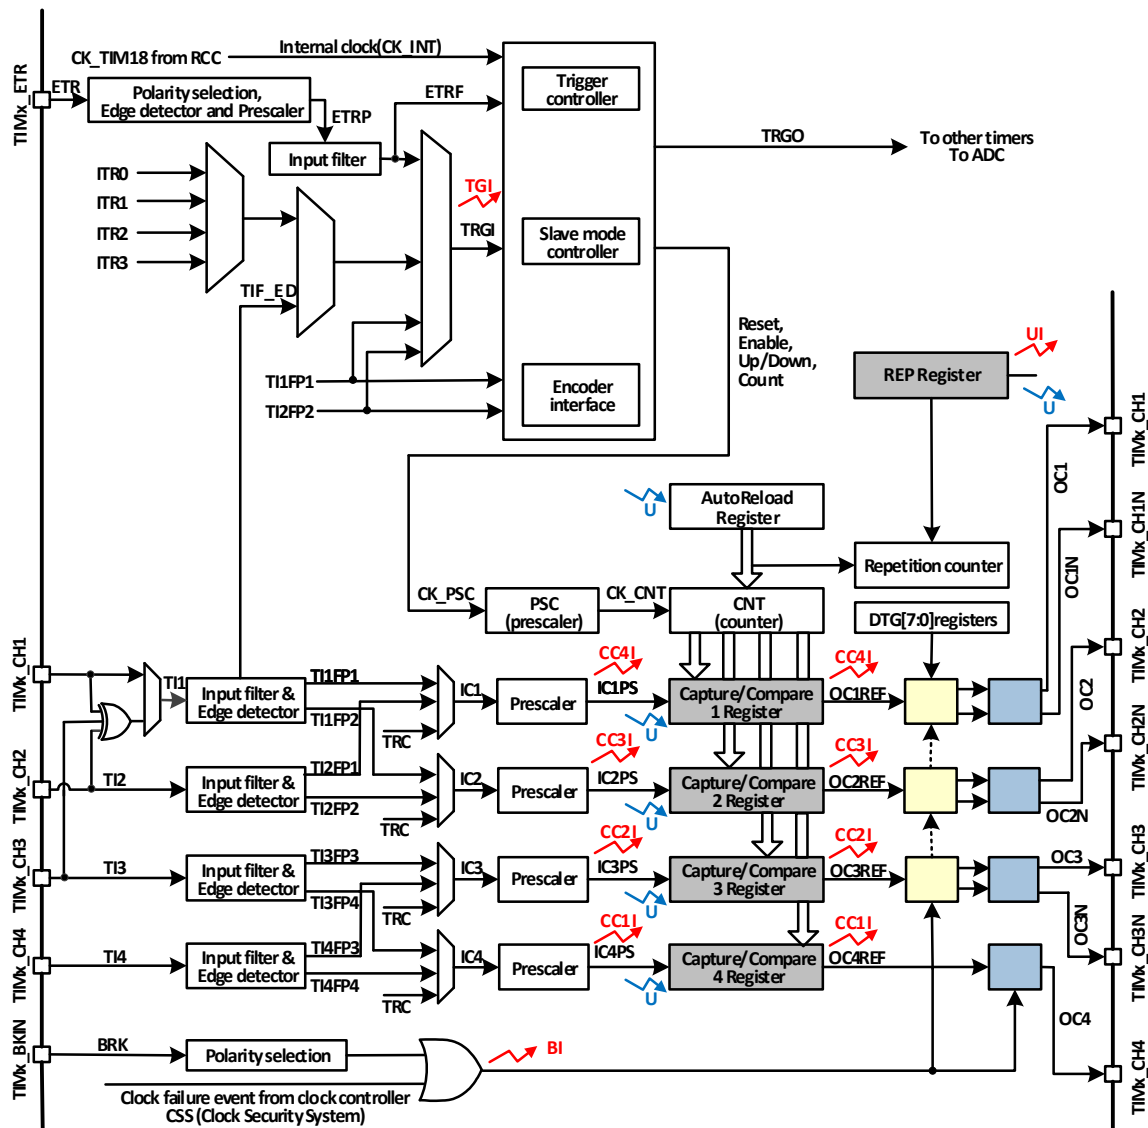 TIMx_ETR
CK_TIM18 from RCC
Internal clock(CK_INT)
ETR
Polarity selection,
Edge detector and Prescaler
ETRP
Input filter
ETRF
Trigger
controller
TRGO
To other timers
To ADC
ITR0
ITR1
ITR2
ITR3
TGI
TRGI
Slave mode
controller
TIF_ED
Reset,
Enable,
Up/Down,
Count
TI1FP1
TI2FP2
Encoder
interface
UI
REP Register
U
TIMx_CH1
U
AutoReload
Register
OC1
TIMx_CH1N
Repetition counter
OC1N
CK_PSC
PSC
(prescaler)
CK_CNT
CNT
(counter)
DTG[7:0]registers
TIMx_CH2
TIMx_CH1
TI1
Input filter &
Edge detector
TI1FP1
TI1FP2
TRC
IC1
Prescaler
CC4I
IC1PS
U
Capture/Compare
1 Register
CC4I
OC1REF
OC2
TIMx_CH2N
TIMx_CH2
TI2
Input filter &
Edge detector
TI2FP1
TI2FP2
TRC
IC2
Prescaler
CC3I
IC2PS
U
Capture/Compare
2 Register
CC3I
OC2REF
OC2N
TIMx_CH3
TIMx_CH3
TI3
Input filter &
Edge detector
TI3FP3
TI3FP4
TRC
IC3
Prescaler
CC2I
IC3PS
U
Capture/Compare
3 Register
CC2I
OC3REF
OC3
OC3N
TIMx_CH3N
TIMx_CH4
TI4
Input filter &
Edge detector
TI4FP3
TI4FP4
TRC
IC4
Prescaler
CC1I
IC4PS
U
Capture/Compare
4 Register
CC1I
OC4REF
OC4
TIMx_CH4
TIMx_BKIN
BRK
Polarity selection
BI
Clock failure event from clock controller
CSS (Clock Security System)